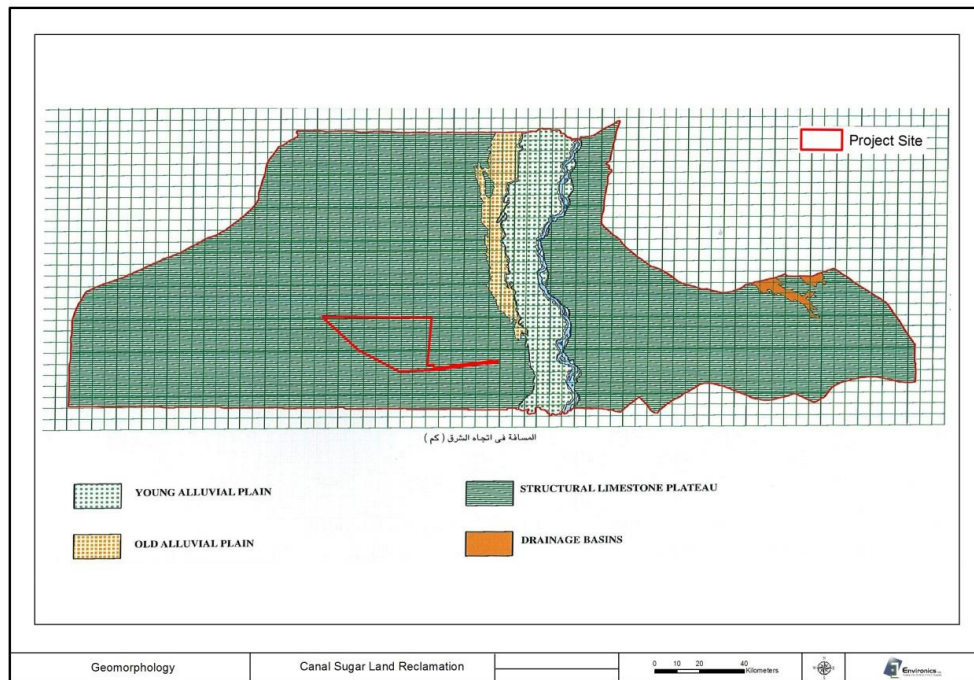 Project Site
المسافة فى اتجاه الشرق ( كم )
YOUNG ALLUVIAL PLAIN
STRUCTURAL LIMESTONE PLATEAU
OLD ALLUVIAL PLAIN
DRAINAGE BASINS
Geomorphology
Canal Sugar Land Reclamation
0 10 20 40
Kilometers
Environics